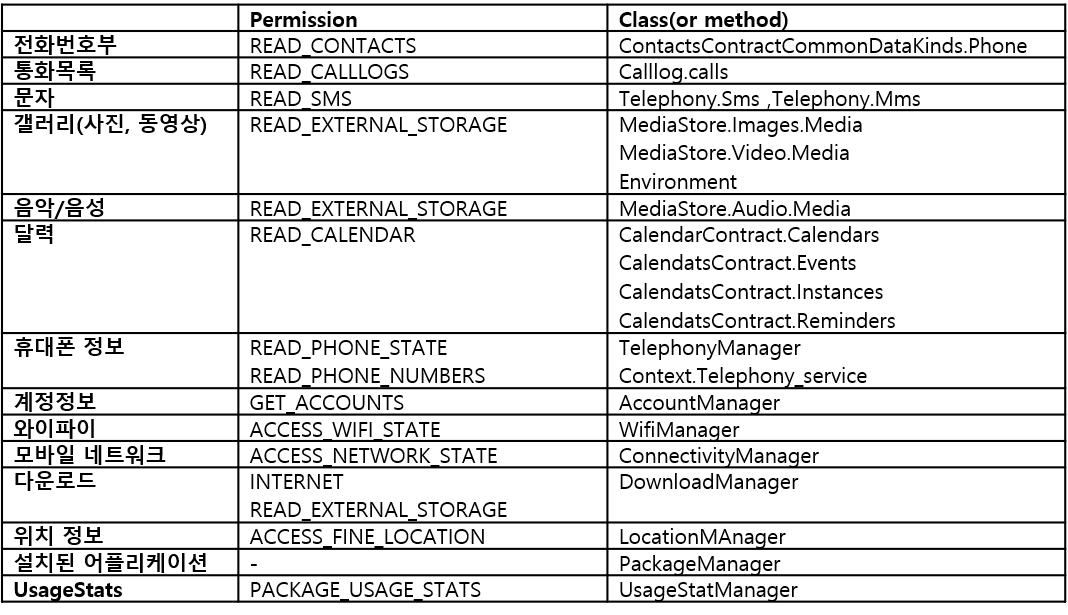 Permission Class(or method)
전화번호부 READ_CONTACTS ContactsContractCommonDataKinds.Phone
통화목록 READ_CALLLOGS Calllog.calls
문자 READ_SMS Telephony.Sms ,Telephony.Mms
갤러리(사진, 동영상) READ_EXTERNAL_STORAGE MediaStore.Images.Media
MediaStore.Video.Media
Environment
음악/음성 READ_EXTERNAL_STORAGE MediaStore.Audio.Media
달력 READ_CALENDAR CalendarContract.Calendars
CalendatsContract.Events
CalendatsContract.Instances
CalendatsContract.Reminders
휴대폰 정보 READ_PHONE_STATE TelephonyManager
READ_PHONE_NUMBERS Context.Telephony_service
계정정보 GET_ACCOUNTS AccountManager
와이파이 ACCESS_WIFI_STATE WifiManager
모바일 네트워크 ACCESS_NETWORK_STATE ConnectivityManager
다운로드 INTERNET DownloadManager
READ_EXTERNAL_STORAGE
위치 정보 ACCESS_FINE_LOCATION LocationMAnager
설치된 어플리케이션 - PackageManager
UsageStats PACKAGE_USAGE_STATS UsageStatManager